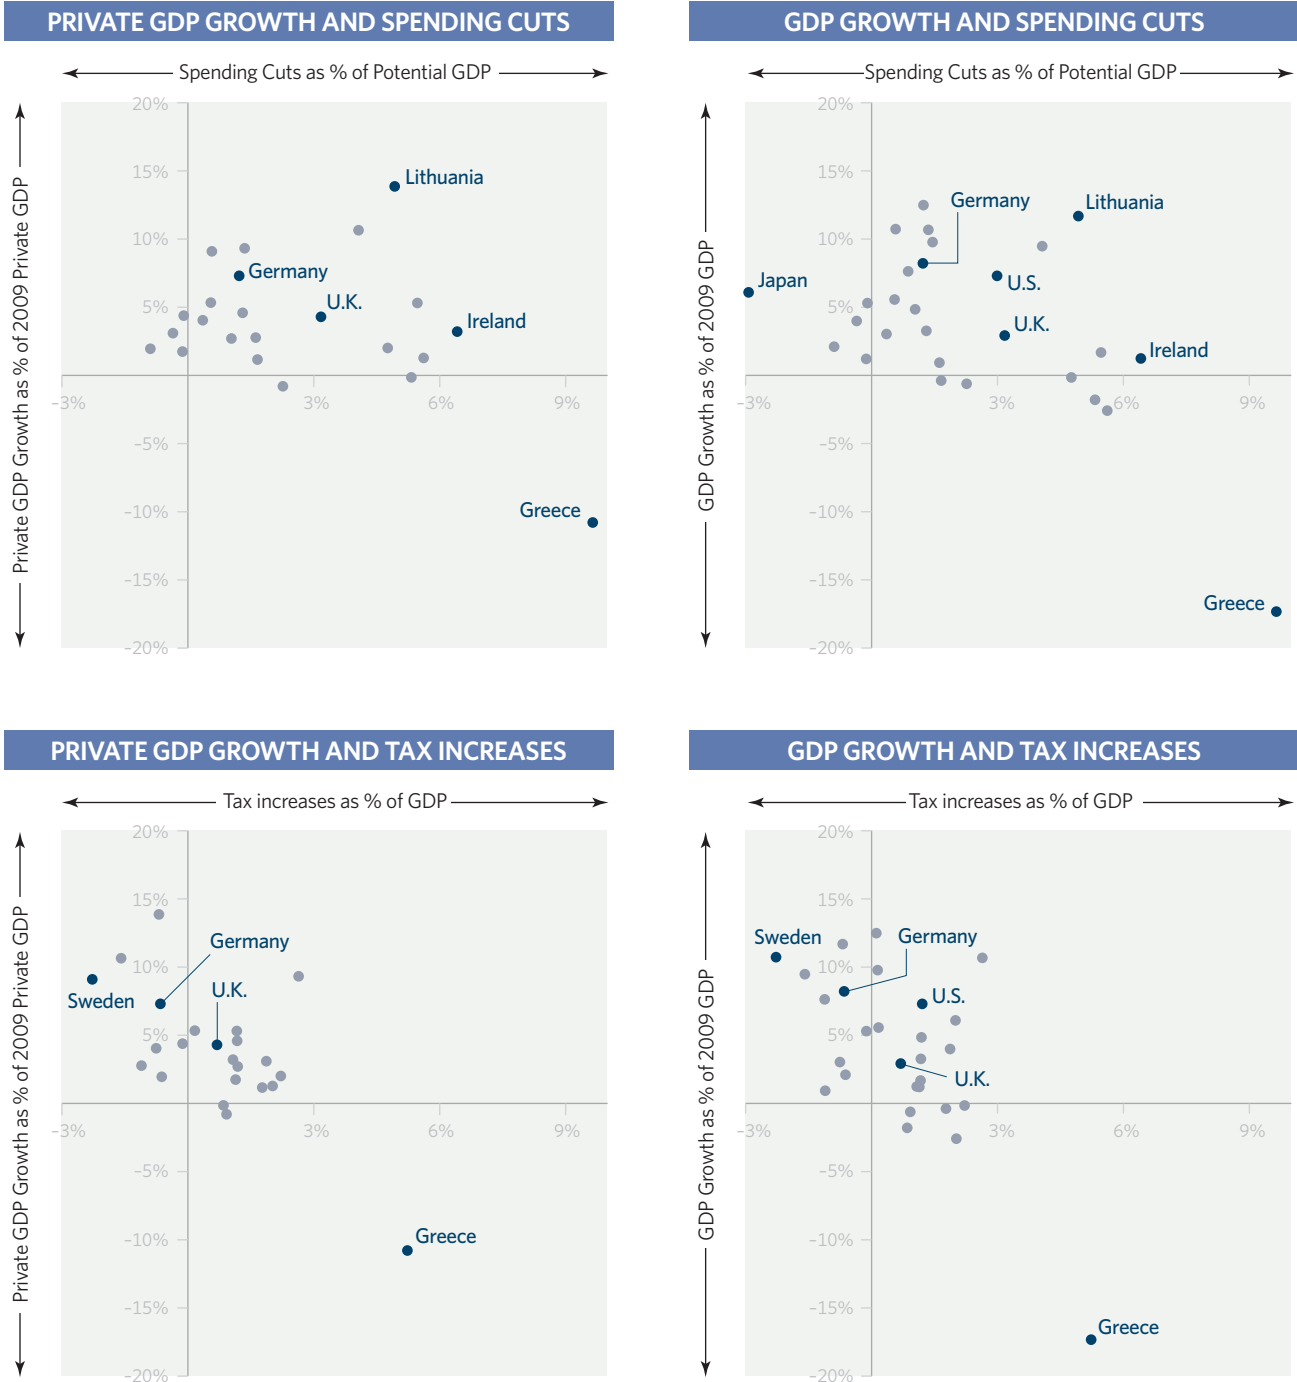 PRIVATE GDP GROWTH AND SPENDING CUTS
Spending Cuts as % of Potential GDP
Private GDP Growth as % of 2009 Private GDP
20%
15%
10%
5%
-3%
3%
6%
9%
-5%
-10%
-15%
-20%
Lithuania
Germany
U.K.
Ireland
Greece
GDP GROWTH AND SPENDING CUTS
Spending Cuts as % of Potential GDP
GDP Growth as % of 2009 GDP
20%
15%
10%
5%
-3%
3%
6%
9%
-5%
-10%
-15%
-20%
Germany
Lithuania
Japan
U.S.
U.K.
Ireland
Greece
PRIVATE GDP GROWTH AND TAX INCREASES
Tax increases as % of GDP
Private GDP Growth as % of 2009 Private GDP
20%
15%
10%
5%
-3%
3%
6%
9%
-5%
-10%
-15%
-20%
Germany
Sweden
U.K.
Greece
GDP GROWTH AND TAX INCREASES
Tax increases as % of GDP
GDP Growth as % of 2009 GDP
20%
15%
10%
5%
-3%
3%
6%
9%
-5%
-10%
-15%
-20%
Sweden
Germany
U.S.
U.K.
Greece